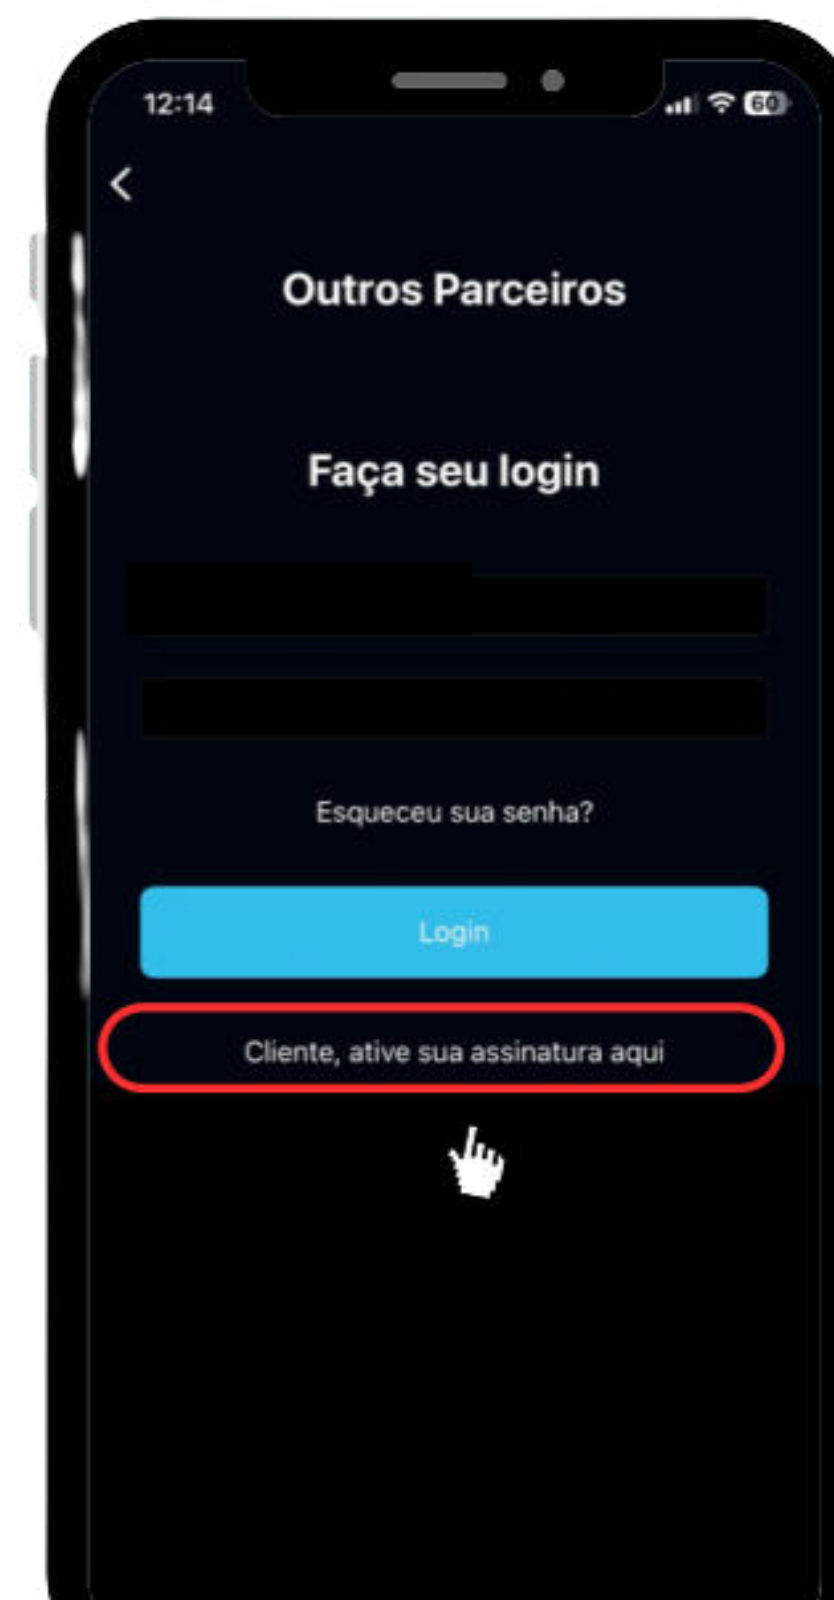 12:14
60
Outros Parceiros
Faça seu login
Esqueceu sua senha?
Login
Cliente, ative sua assinatura aqui